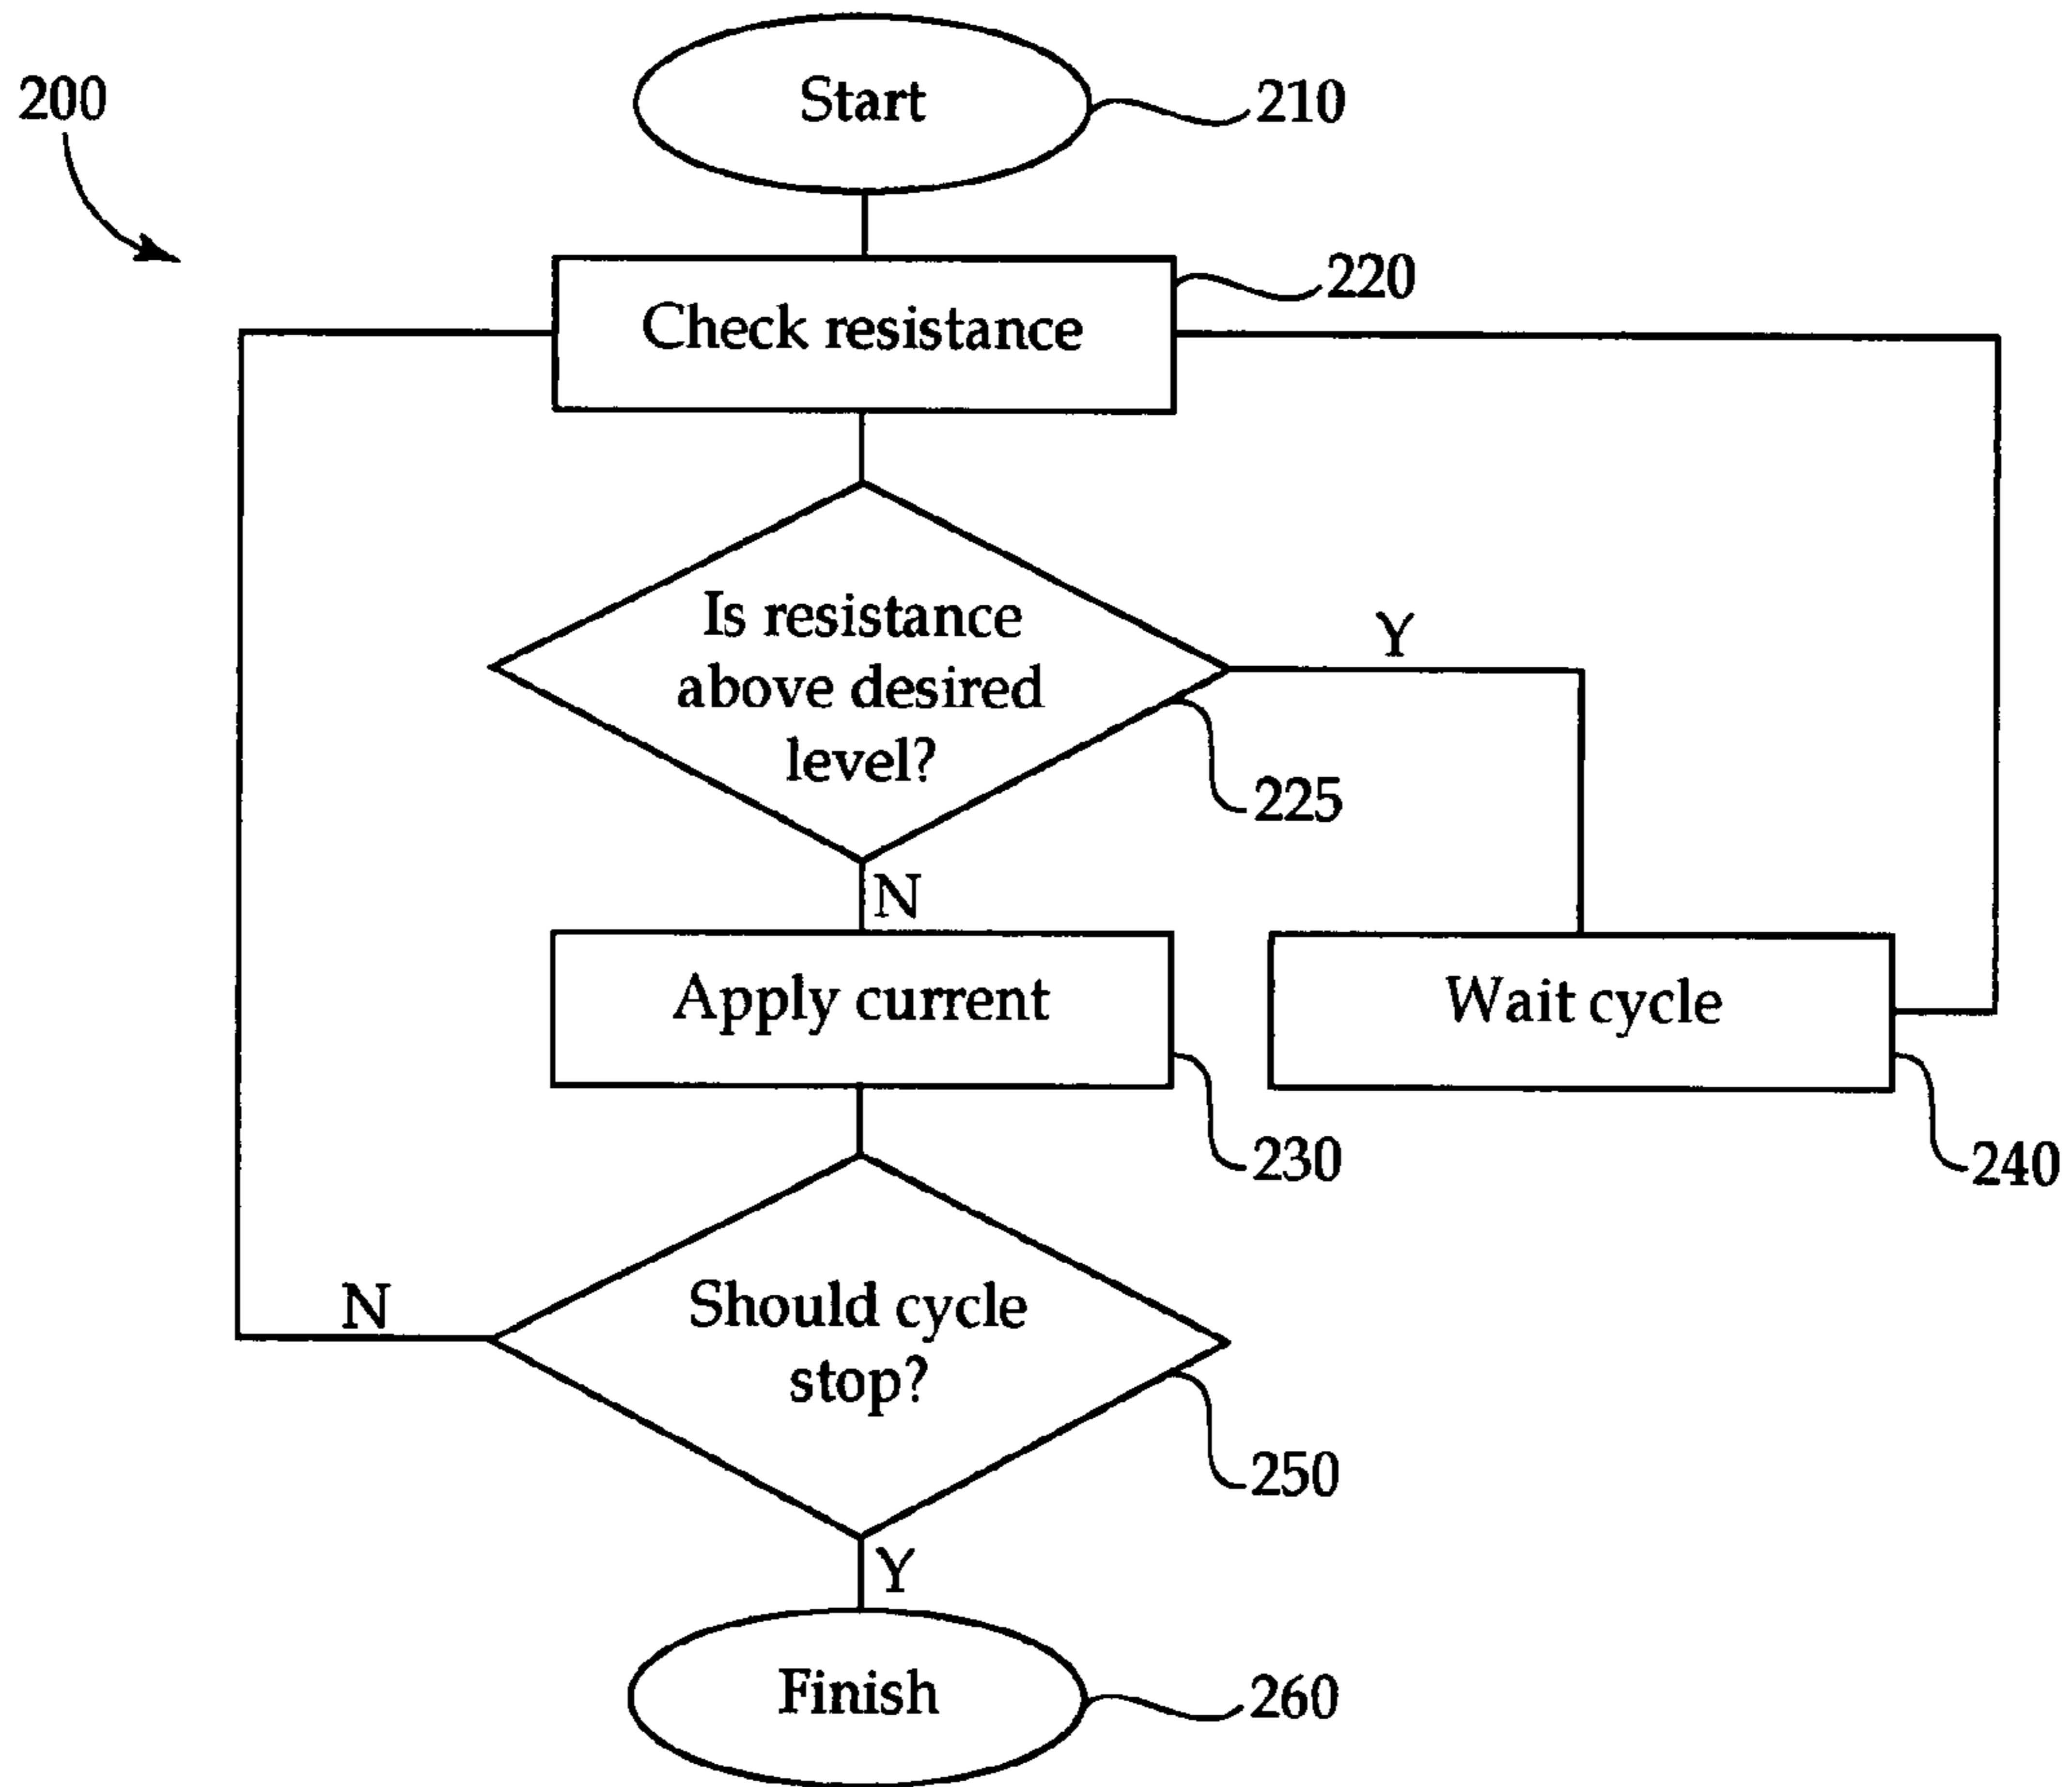 200
Start
210
220
Check resistance
Is resistance
above desired
level?
Y
225
N
Apply current
Wait cycle
230
240
N
Should cycle
stop?
250
Y
Finish
260